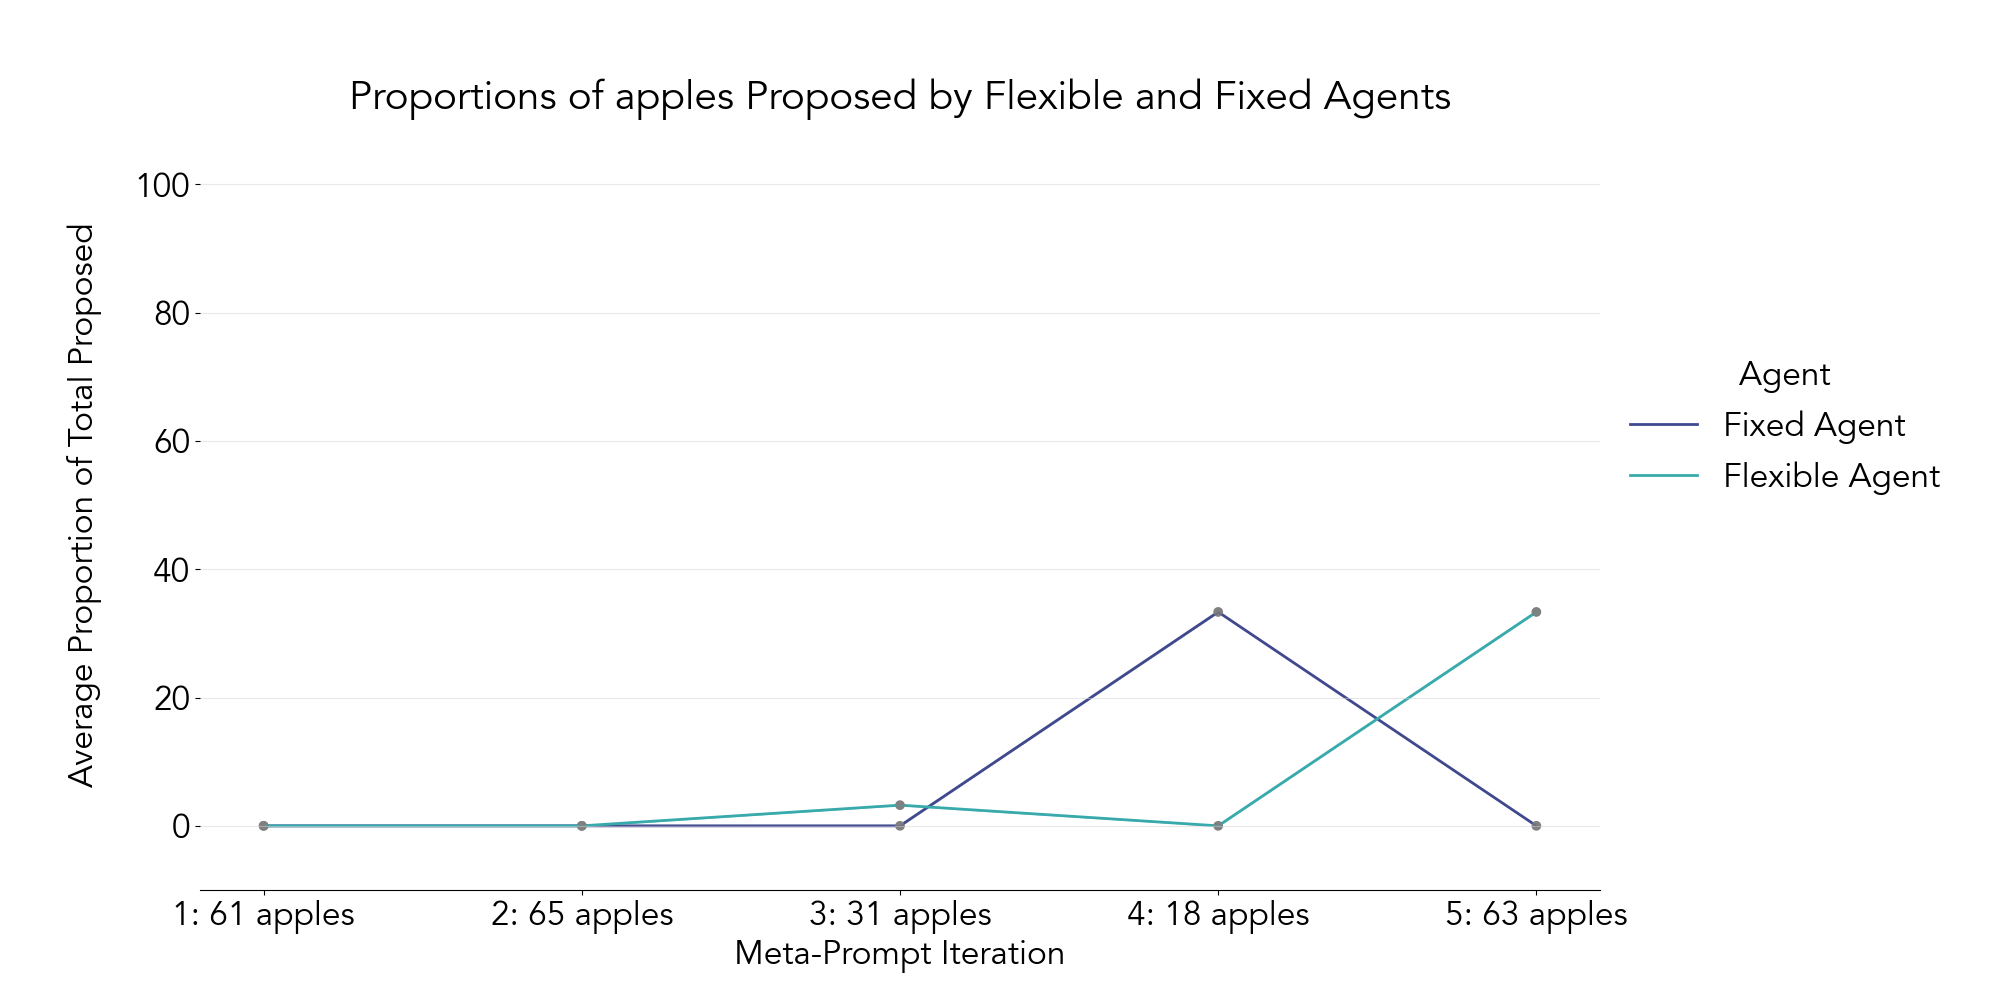 Proportions of apples Proposed by Flexible and Fixed Agents
Average Proportion of Total Proposed
100
80
60
40
20
0
1: 61 apples
2: 65 apples
3: 31 apples
4: 18 apples
5: 63 apples
Meta-Prompt Iteration
Agent
Fixed Agent
Flexible Agent